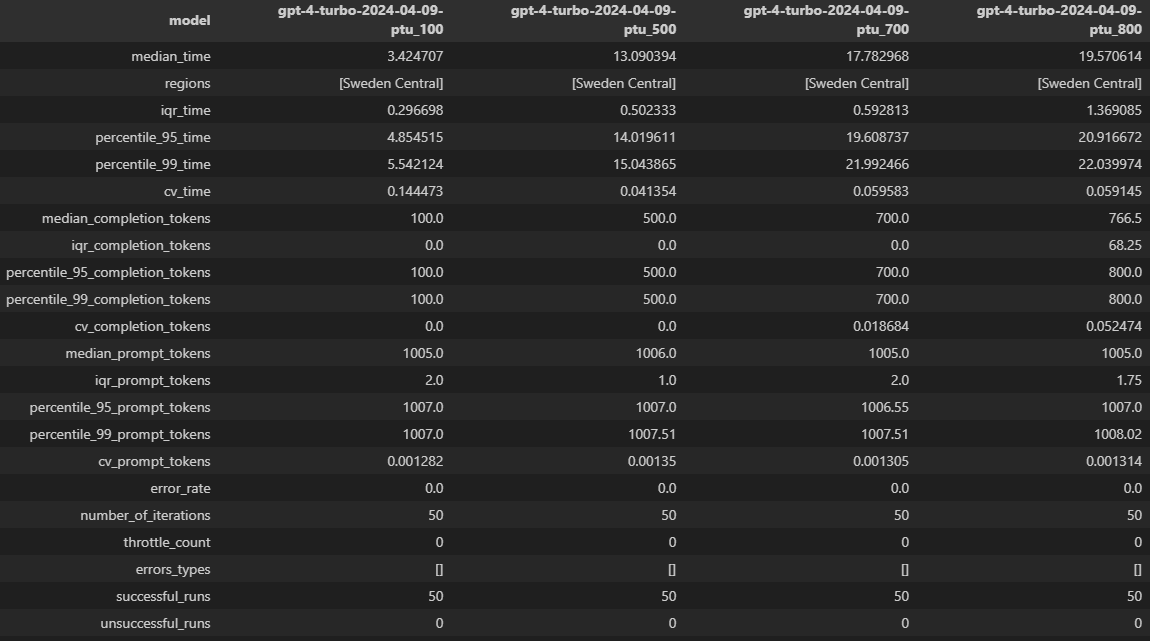 model gpt-4-turbo-2024-04-09-ptu_100 gpt-4-turbo-2024-04-09-ptu_500 gpt-4-turbo-2024-04-09-ptu_700 gpt-4-turbo-2024-04-09-ptu_800
median_time 3.424707 13.090394 17.782968 19.570614
regions [Sweden Central] [Sweden Central] [Sweden Central] [Sweden Central]
iqr_time 0.296698 0.502333 0.592813 1.369085
percentile_95_time 4.854515 14.019611 19.608737 20.916672
percentile_99_time 5.542124 15.043865 21.992466 22.039974
cv_time 0.144473 0.041354 0.059583 0.059145
median_completion_tokens 100.0 500.0 700.0 766.5
iqr_completion_tokens 0.0 0.0 0.0 68.25
percentile_95_completion_tokens 100.0 500.0 700.0 800.0
percentile_99_completion_tokens 100.0 500.0 700.0 800.0
cv_completion_tokens 0.0 0.0 0.018684 0.052474
median_prompt_tokens 1005.0 1006.0 1005.0 1005.0
iqr_prompt_tokens 2.0 1.0 2.0 1.75
percentile_95_prompt_tokens 1007.0 1007.0 1006.55 1007.0
percentile_99_prompt_tokens 1007.0 1007.51 1007.51 1008.02
cv_prompt_tokens 0.001282 0.00135 0.001305 0.001314
error_rate 0.0 0.0 0.0 0.0
number_of_iterations 50 50 50 50
throttle_count 0 0 0 0
errors_types [] [] [] []
successful_runs 50 50 50 50
unsuccessful_runs 0 0 0 0